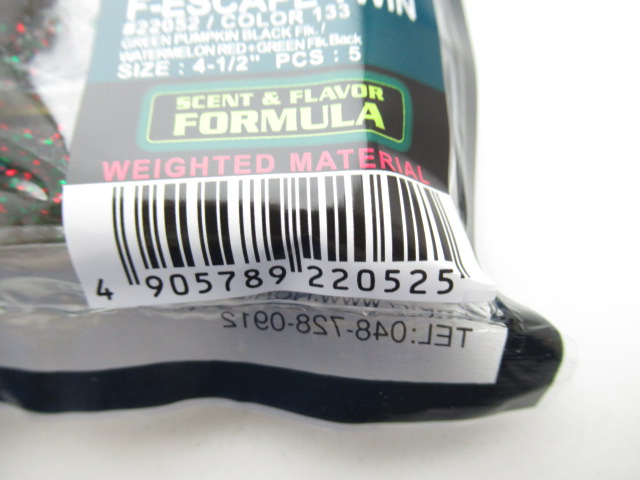 F-ESCAPE TWIN
#22052 / COLOR 133
GREEN PUMPKIN BLACK Flk./
WATERMELON RED+GREEN Flk.Back
SIZE : 4-1/2" PCS : 5
SCENT & FLAVOR
FORMULA
WEIGHTED MATERIAL
4 905789 220525
TEL:048-728-0912